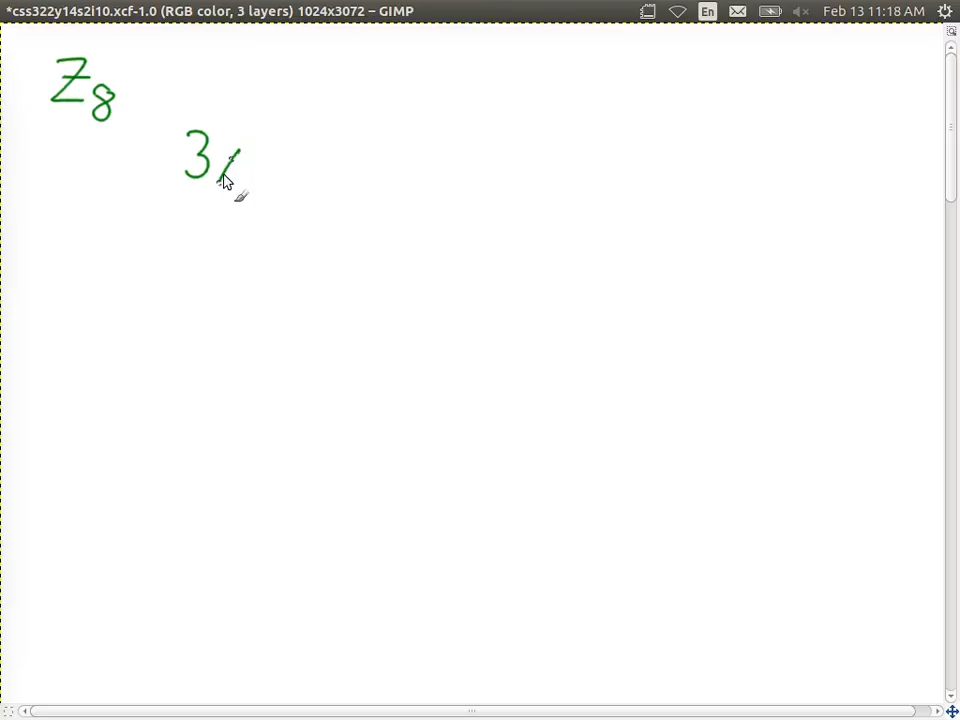 *css322y14s2i10.xcf-1.0 (RGB color, 3 layers) 1024x3072 – GIMP
En
Feb 13 11:18 AM
Z8
3/